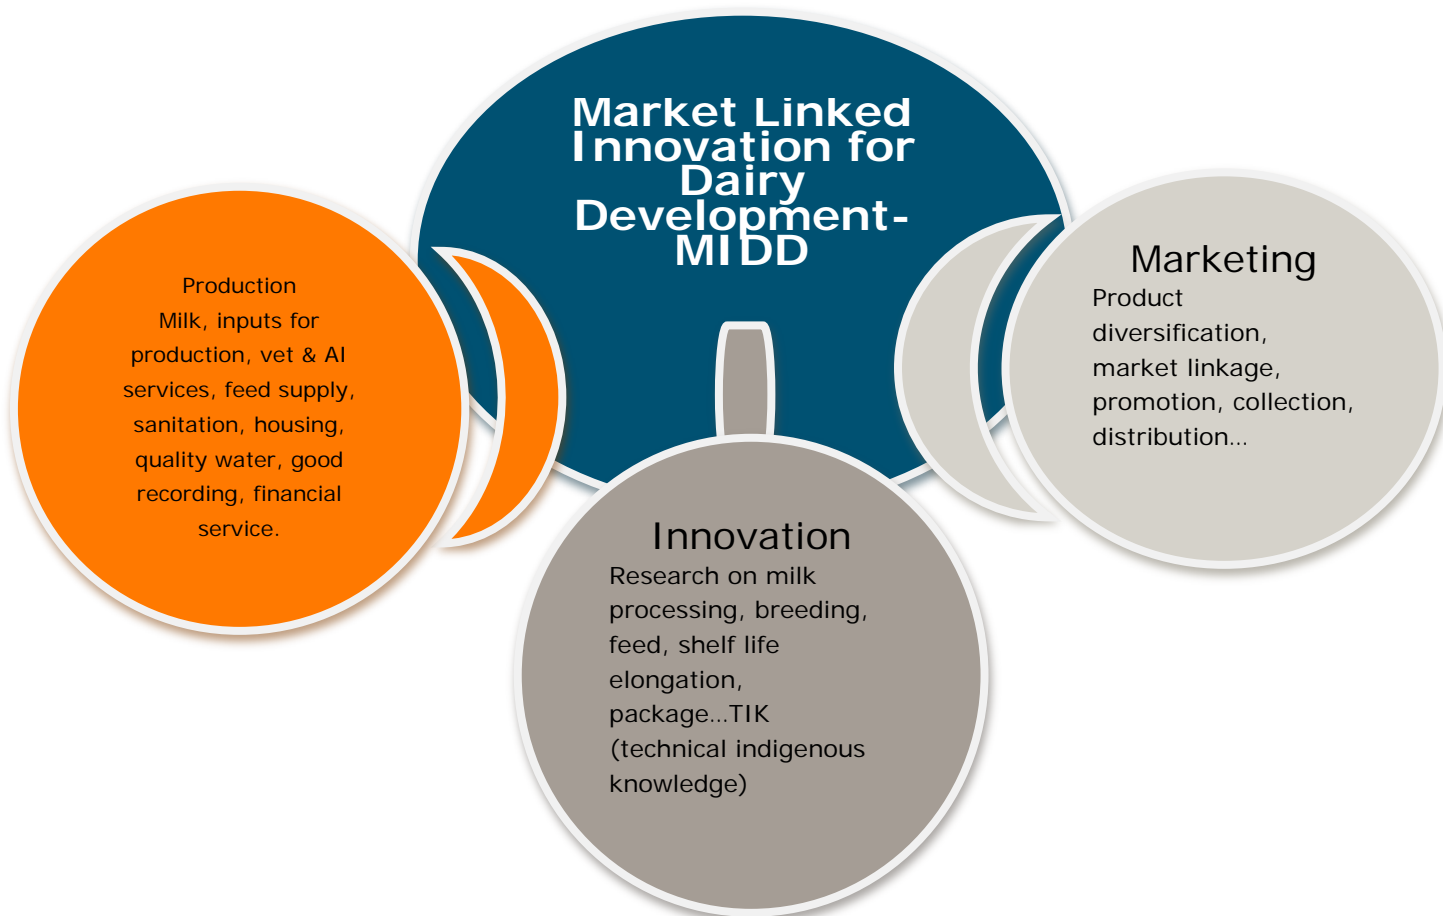 Market Linked
Innovation for
Dairy
Development-
MIDD
Production
Milk, inputs for
production, vet & AI
services, feed supply,
sanitation, housing,
quality water, good
recording, financial
service.
Marketing
Product
diversification,
market linkage,
promotion, collection,
distribution…
Innovation
Research on milk
processing, breeding,
feed, shelf life
elongation,
package…TIK
(technical indigenous
knowledge)